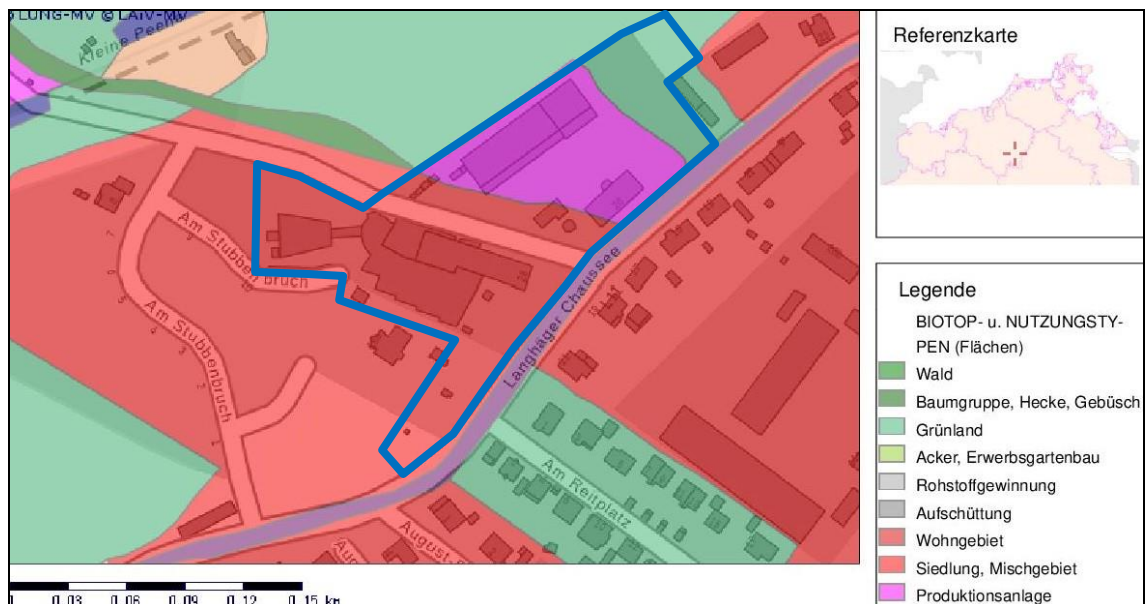 LUNG-MV © LAiV-MV
Kleine Peene
Am Stubbenbruch
Am Stubbenbruch
Langhäger Chaussee
Am Reitplatz
August-
0.03 0.06 0.09 0.12 0.15 km
Referenzkarte
Legende
BIOTOP- u. NUTZUNGSTY-
PEN (Flächen)
Wald
Baumgruppe, Hecke, Gebüsch
Grünland
Acker, Erwerbsgartenbau
Rohstoffgewinnung
Aufschüttung
Wohngebiet
Siedlung, Mischgebiet
Produktionsanlage